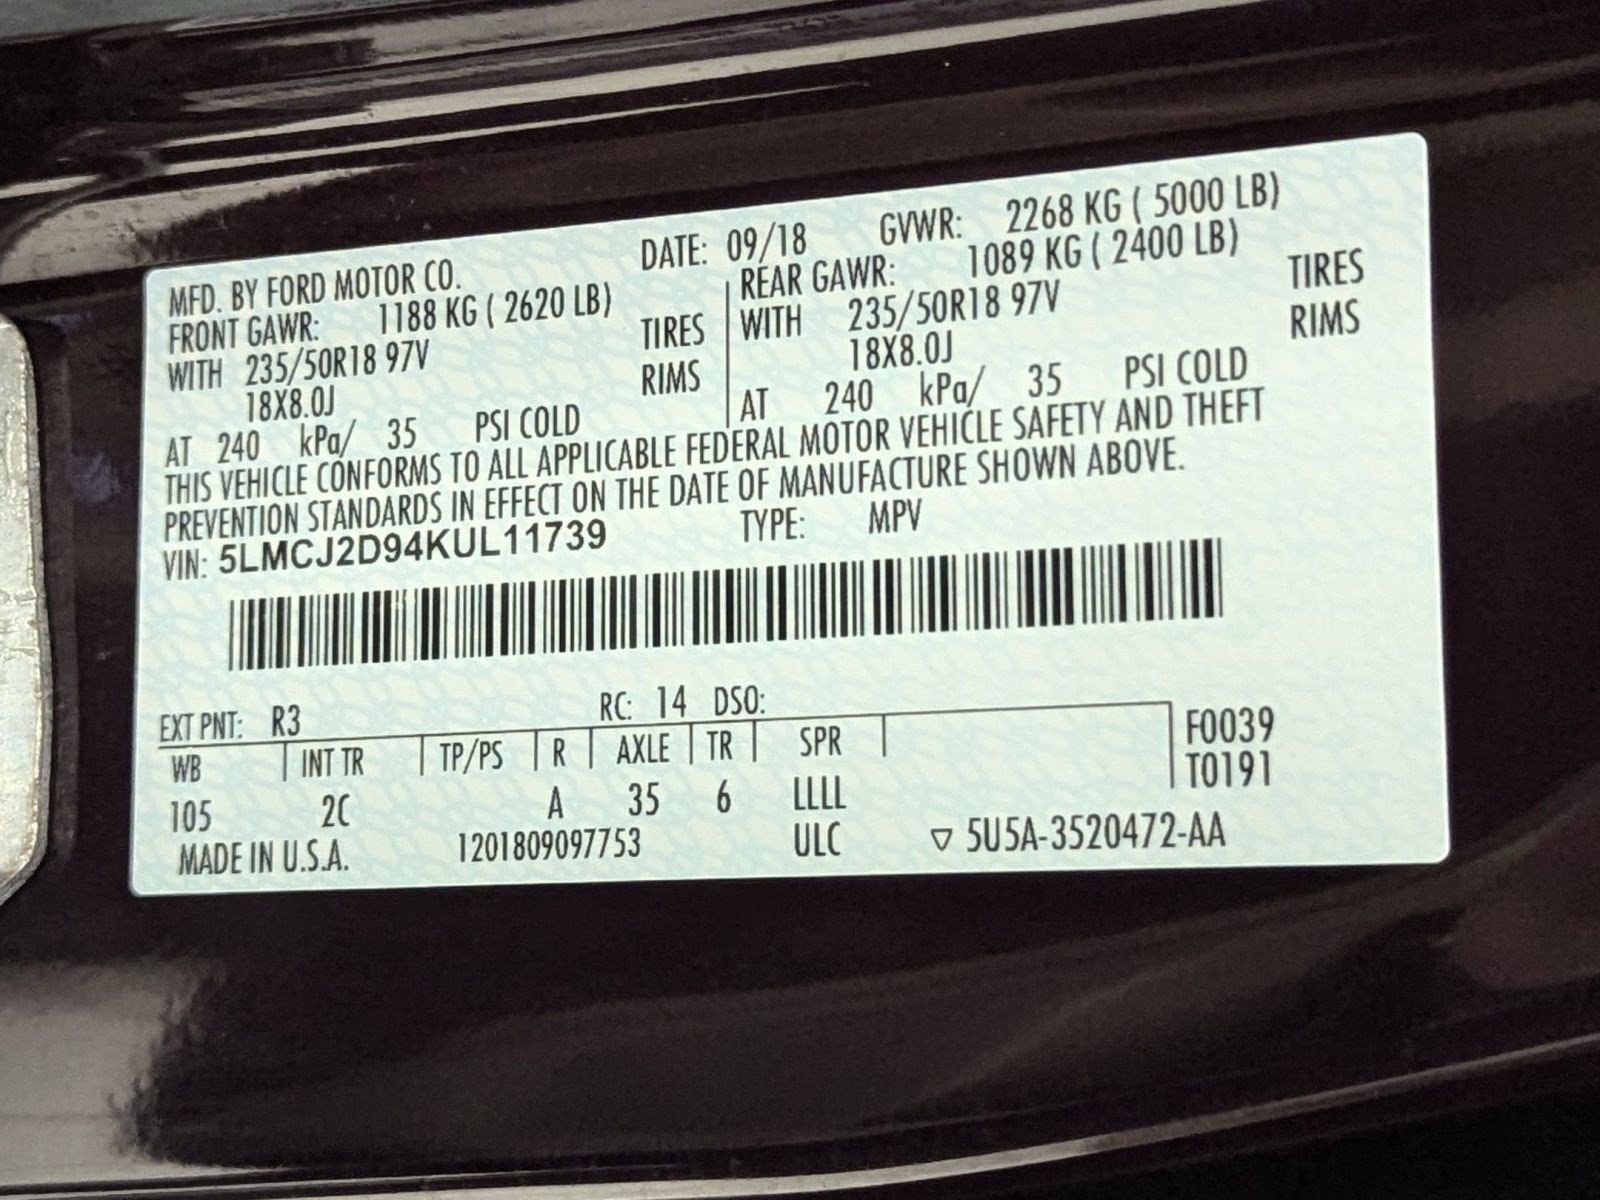 MFD. BY FORD MOTOR CO. DATE: 09/18 GVWR: 2268 KG ( 5000 LB)
FRONT GAWR: 1188 KG ( 2620 LB) REAR GAWR: 1089 KG ( 2400 LB)
WITH 235/50R18 97V TIRES WITH 235/50R18 97V TIRES
18X8.0J RIMS 18X8.0J RIMS
AT 240 kPa/ 35 PSI COLD AT 240 kPa/ 35 PSI COLD
THIS VEHICLE CONFORMS TO ALL APPLICABLE FEDERAL MOTOR VEHICLE SAFETY AND THEFT
PREVENTION STANDARDS IN EFFECT ON THE DATE OF MANUFACTURE SHOWN ABOVE.
VIN: 5LMCJ2D94KUL11739 TYPE: MPV
EXT PNT: R3 RC: 14 DSO:
WB INT TR TP/PS R AXLE TR SPR F0039
T0191
105 2C A 35 6 LLLL
MADE IN U.S.A. 1201809097753 ULC ▽ 5U5A-3520472-AA